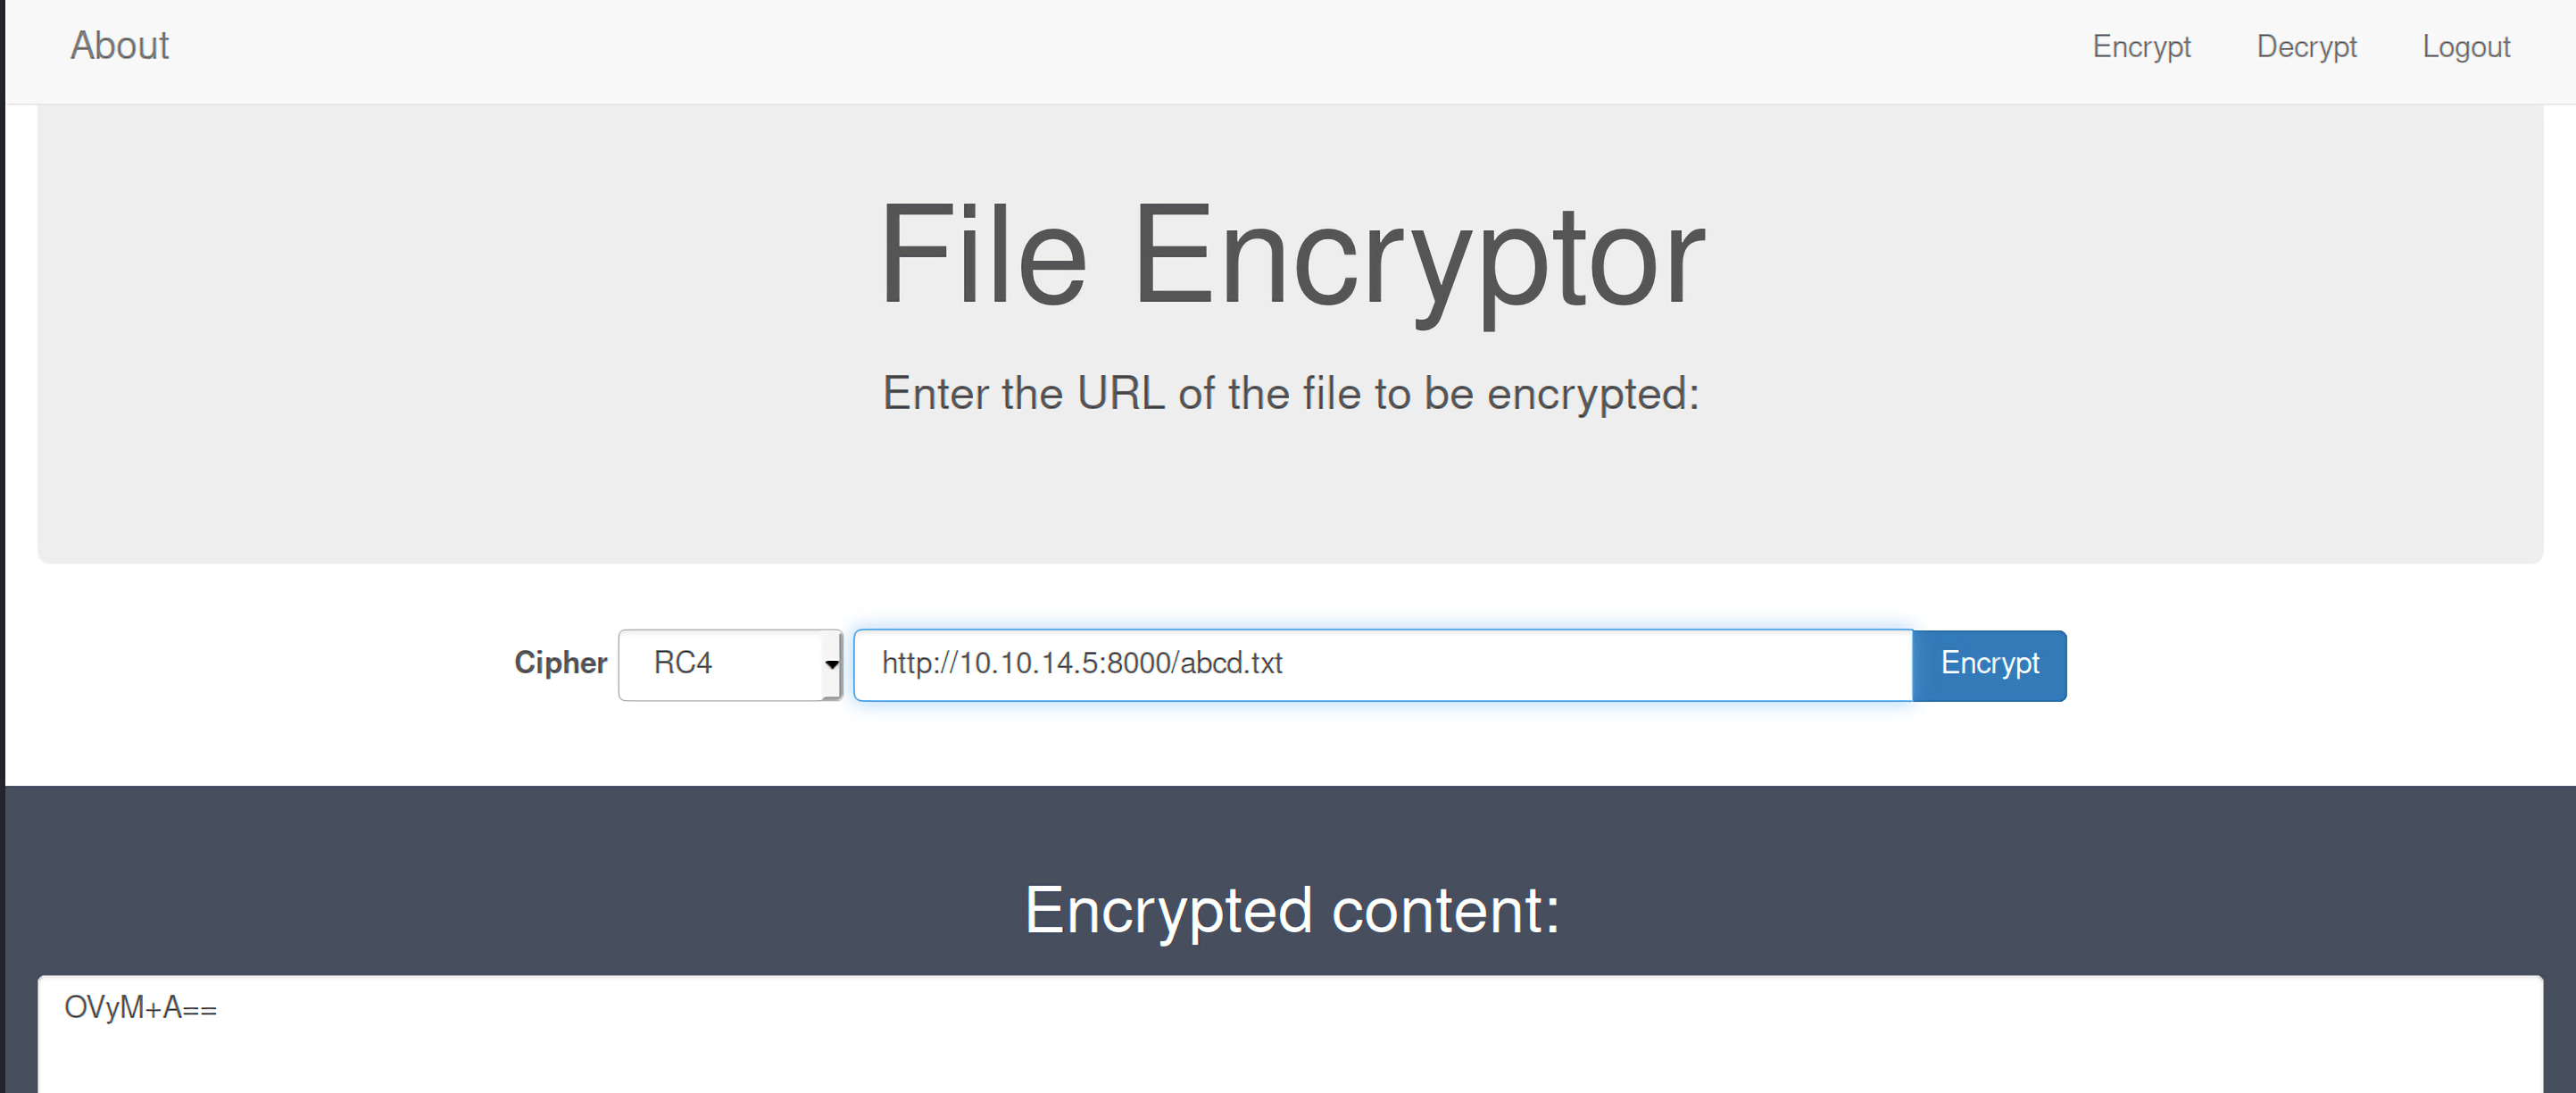 About Encrypt Decrypt Logout
File Encryptor
Enter the URL of the file to be encrypted:
Cipher RC4 http://10.10.14.5:8000/abcd.txt Encrypt
Encrypted content:
OVyM+A==